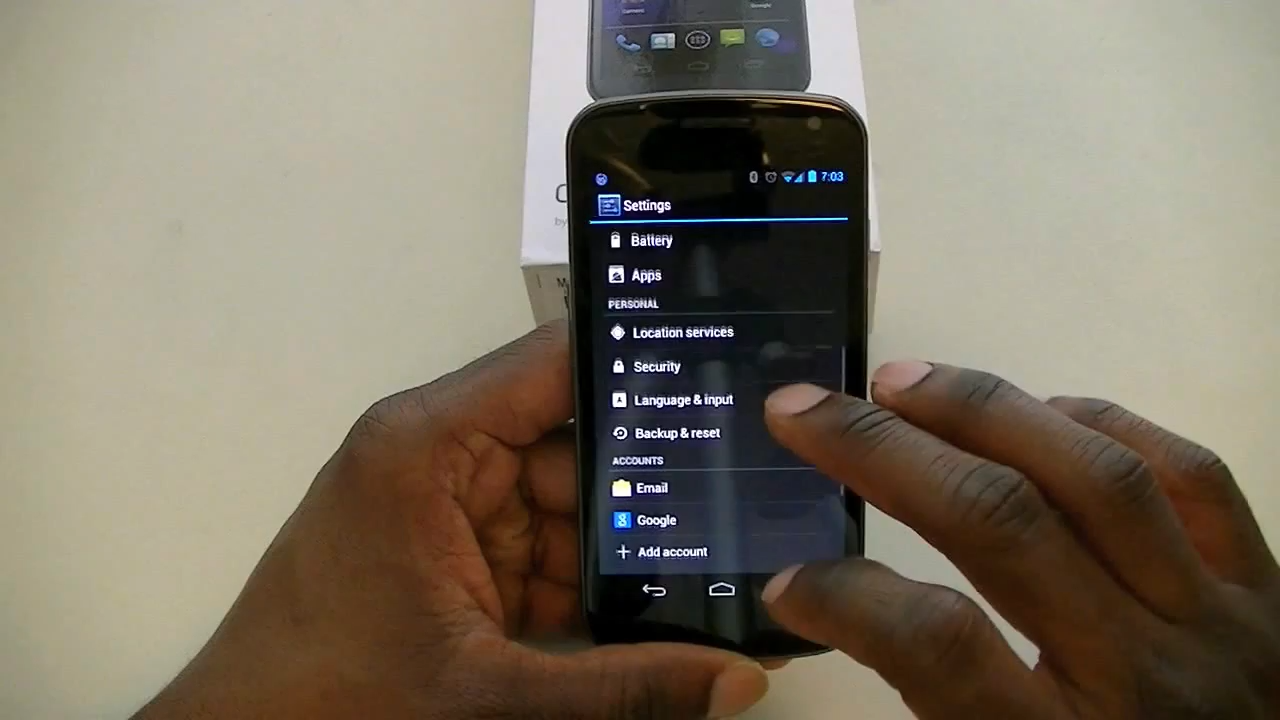 7:03
Settings
Battery
Apps
PERSONAL
Location services
Security
Language & input
Backup & reset
ACCOUNTS
Email
Google
Add account